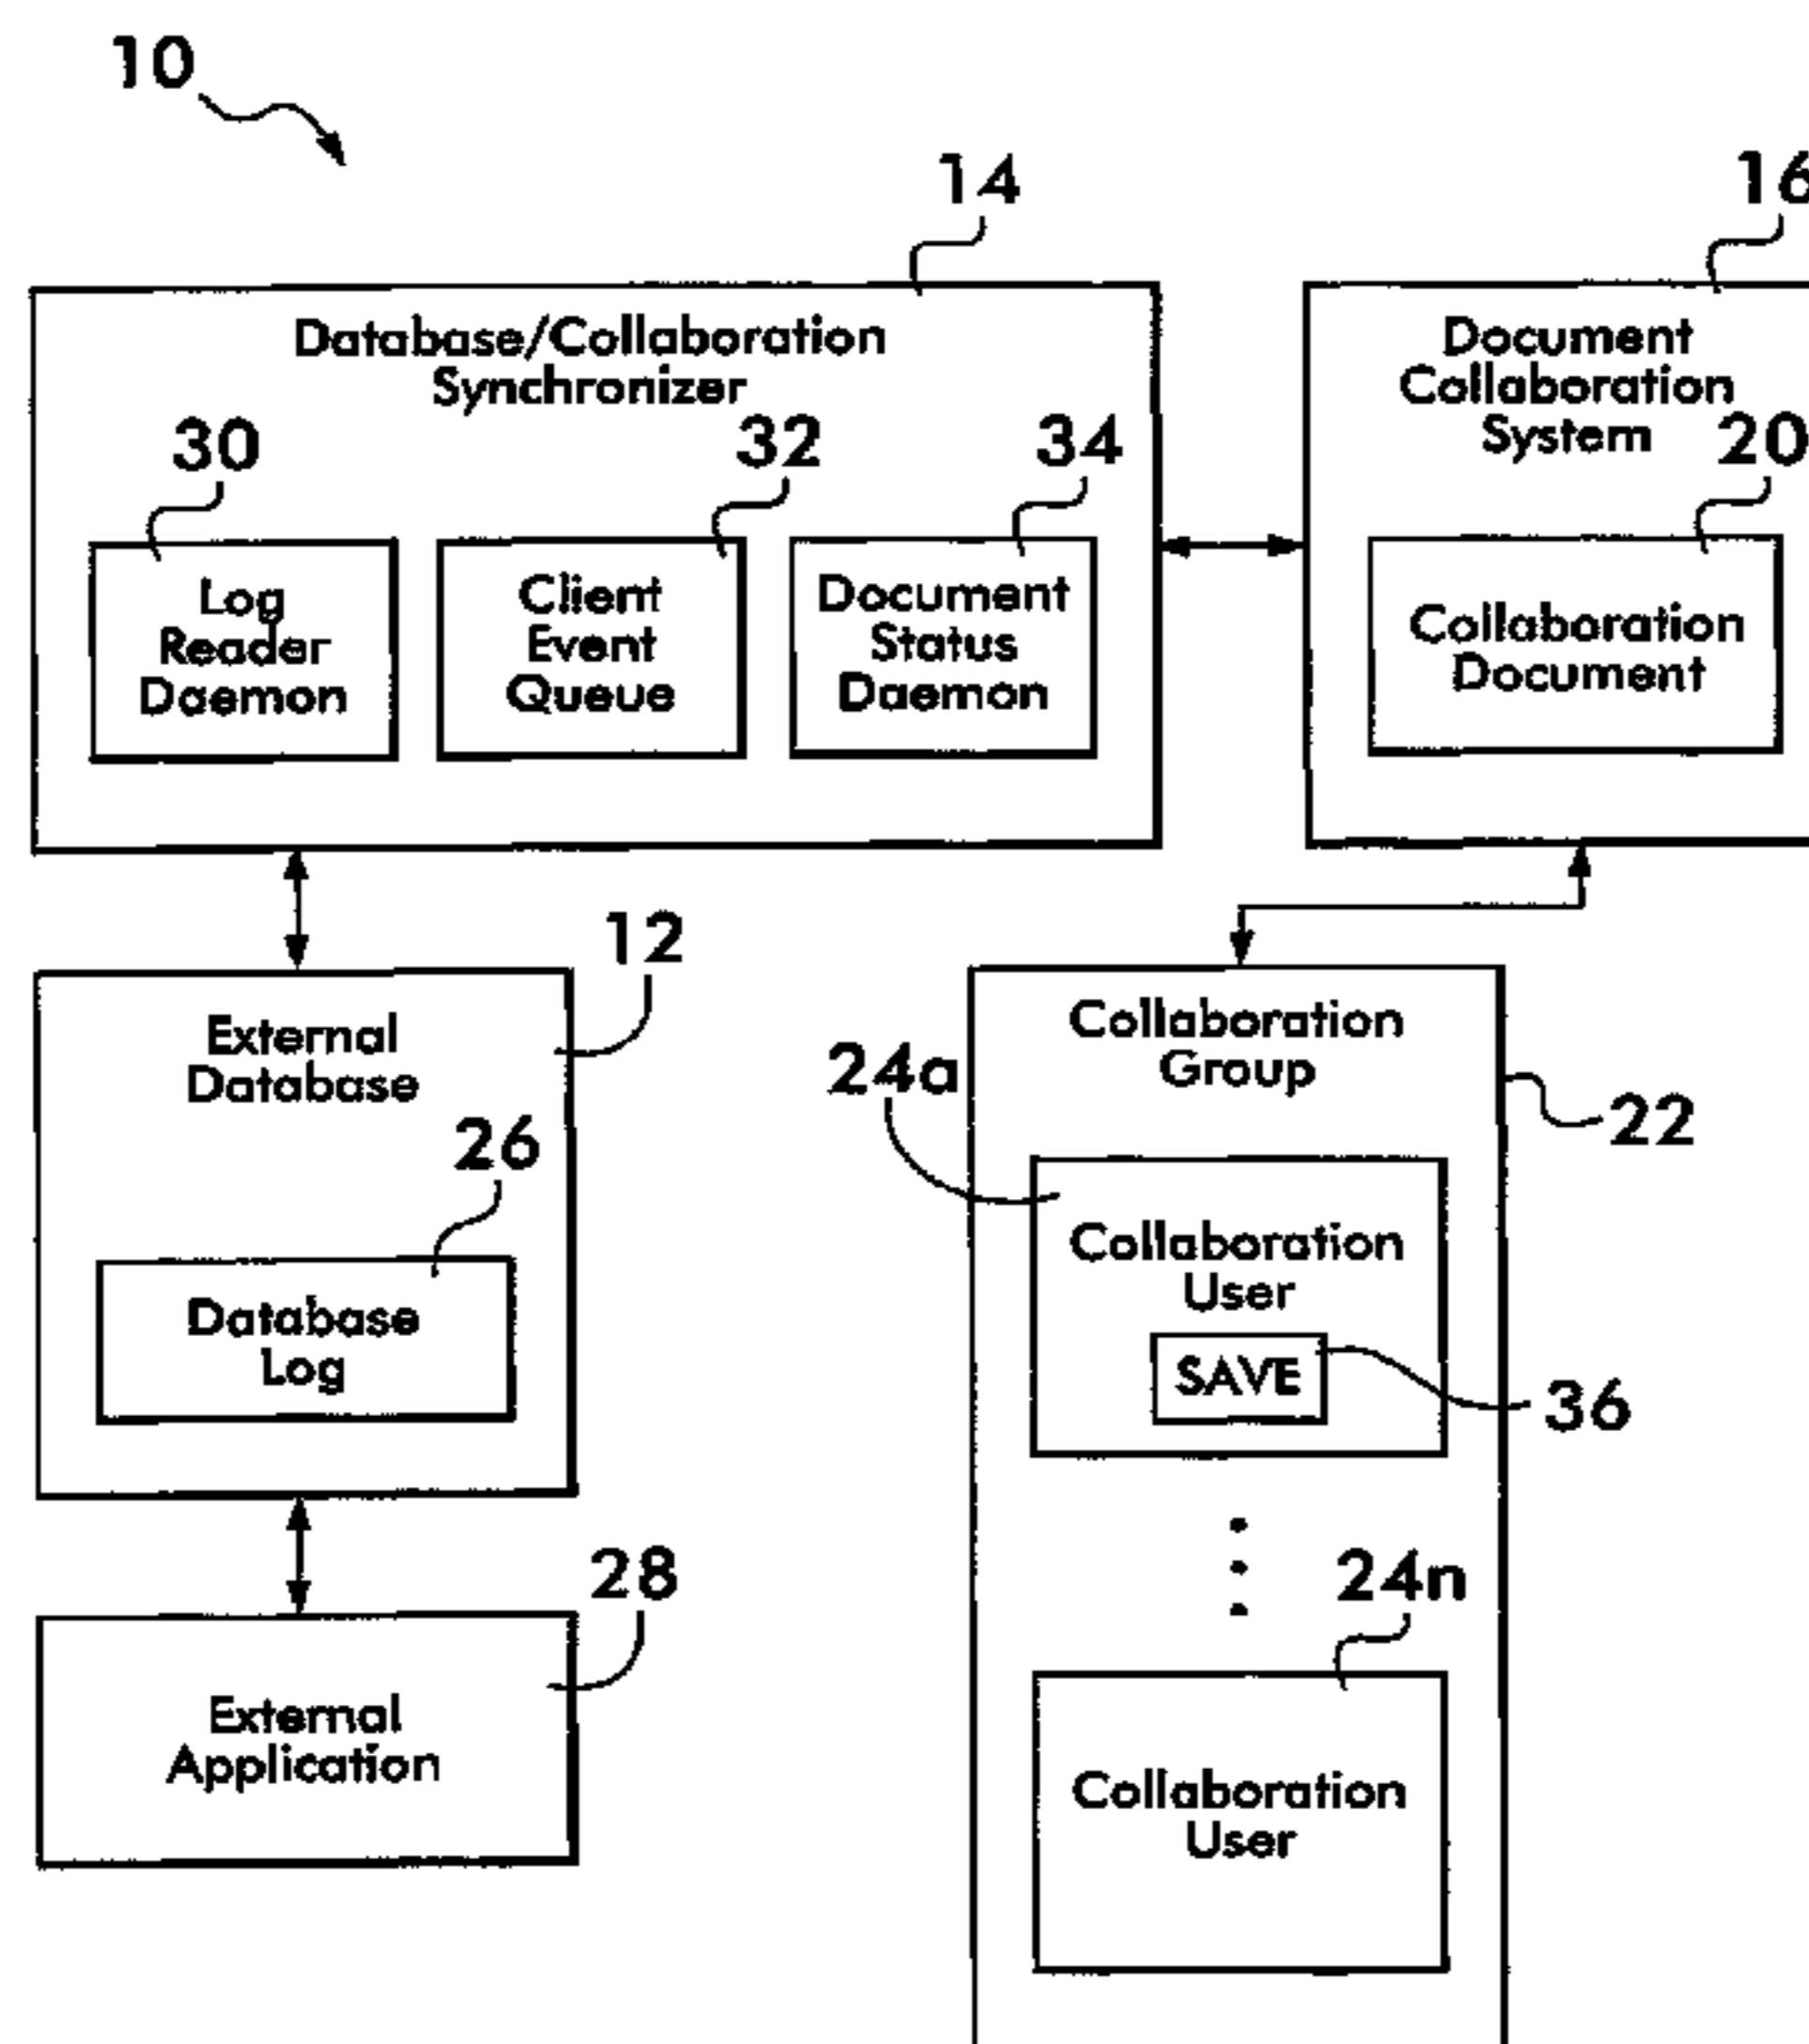 10
14
16
Database/Collaboration
Synchronizer
Document
Collaboration
System
30
32
34
20
Log
Reader
Daemon
Client
Event
Queue
Document
Status
Daemon
Collaboration
Document
12
External
Database
26
Database
Log
Collaboration
Group
24a
22
Collaboration
User
SAVE
36
28
External
Application
24n
Collaboration
User